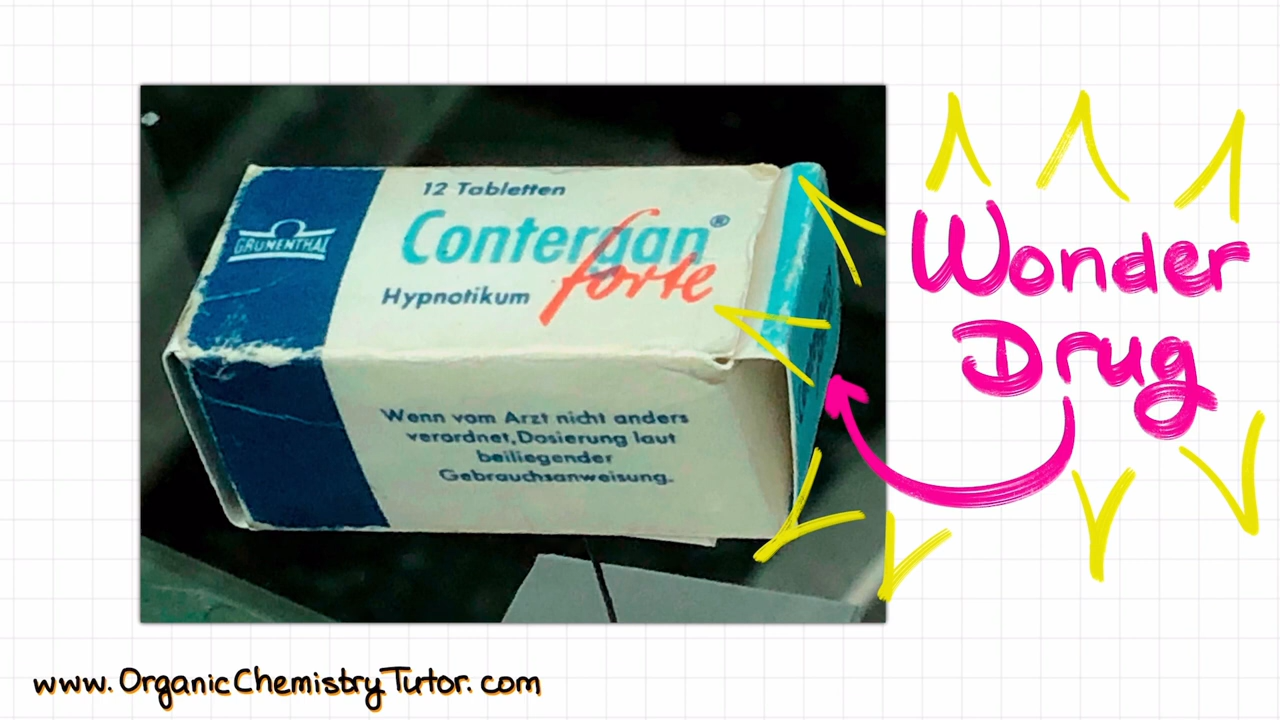 GRÜNENTHAL
12 Tabletten
Contergan®
forte
Hypnotikum
Wenn vom Arzt nicht anders
verordnet, Dosierung laut
beiliegender
Gebrauchsanweisung.
Wonder
Drug
www.OrganicChemistryTutor.com